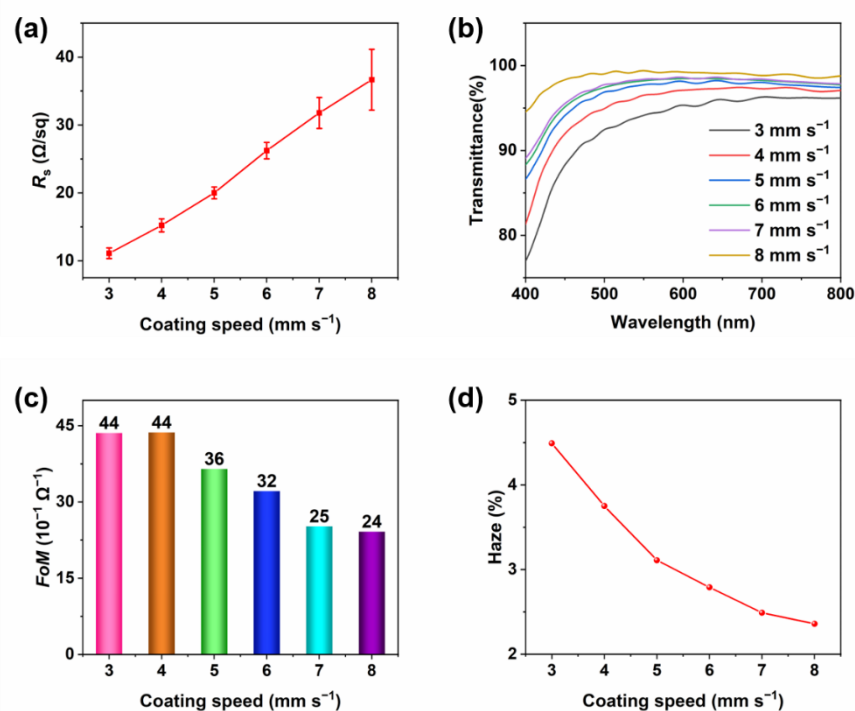 (a)
40
30
20
10
Rs (Ω/sq)
3 4 5 6 7 8
Coating speed (mm s⁻¹)
(b)
100
90
80
Transmittance(%)
3 mm s⁻¹
4 mm s⁻¹
5 mm s⁻¹
6 mm s⁻¹
7 mm s⁻¹
8 mm s⁻¹
400 500 600 700 800
Wavelength (nm)
(c)
45
30
15
0
FoM (10⁻¹ Ω⁻¹)
44 44 36 32 25 24
3 4 5 6 7 8
Coating speed (mm s⁻¹)
(d)
5
4
3
2
Haze (%)
3 4 5 6 7 8
Coating speed (mm s⁻¹)